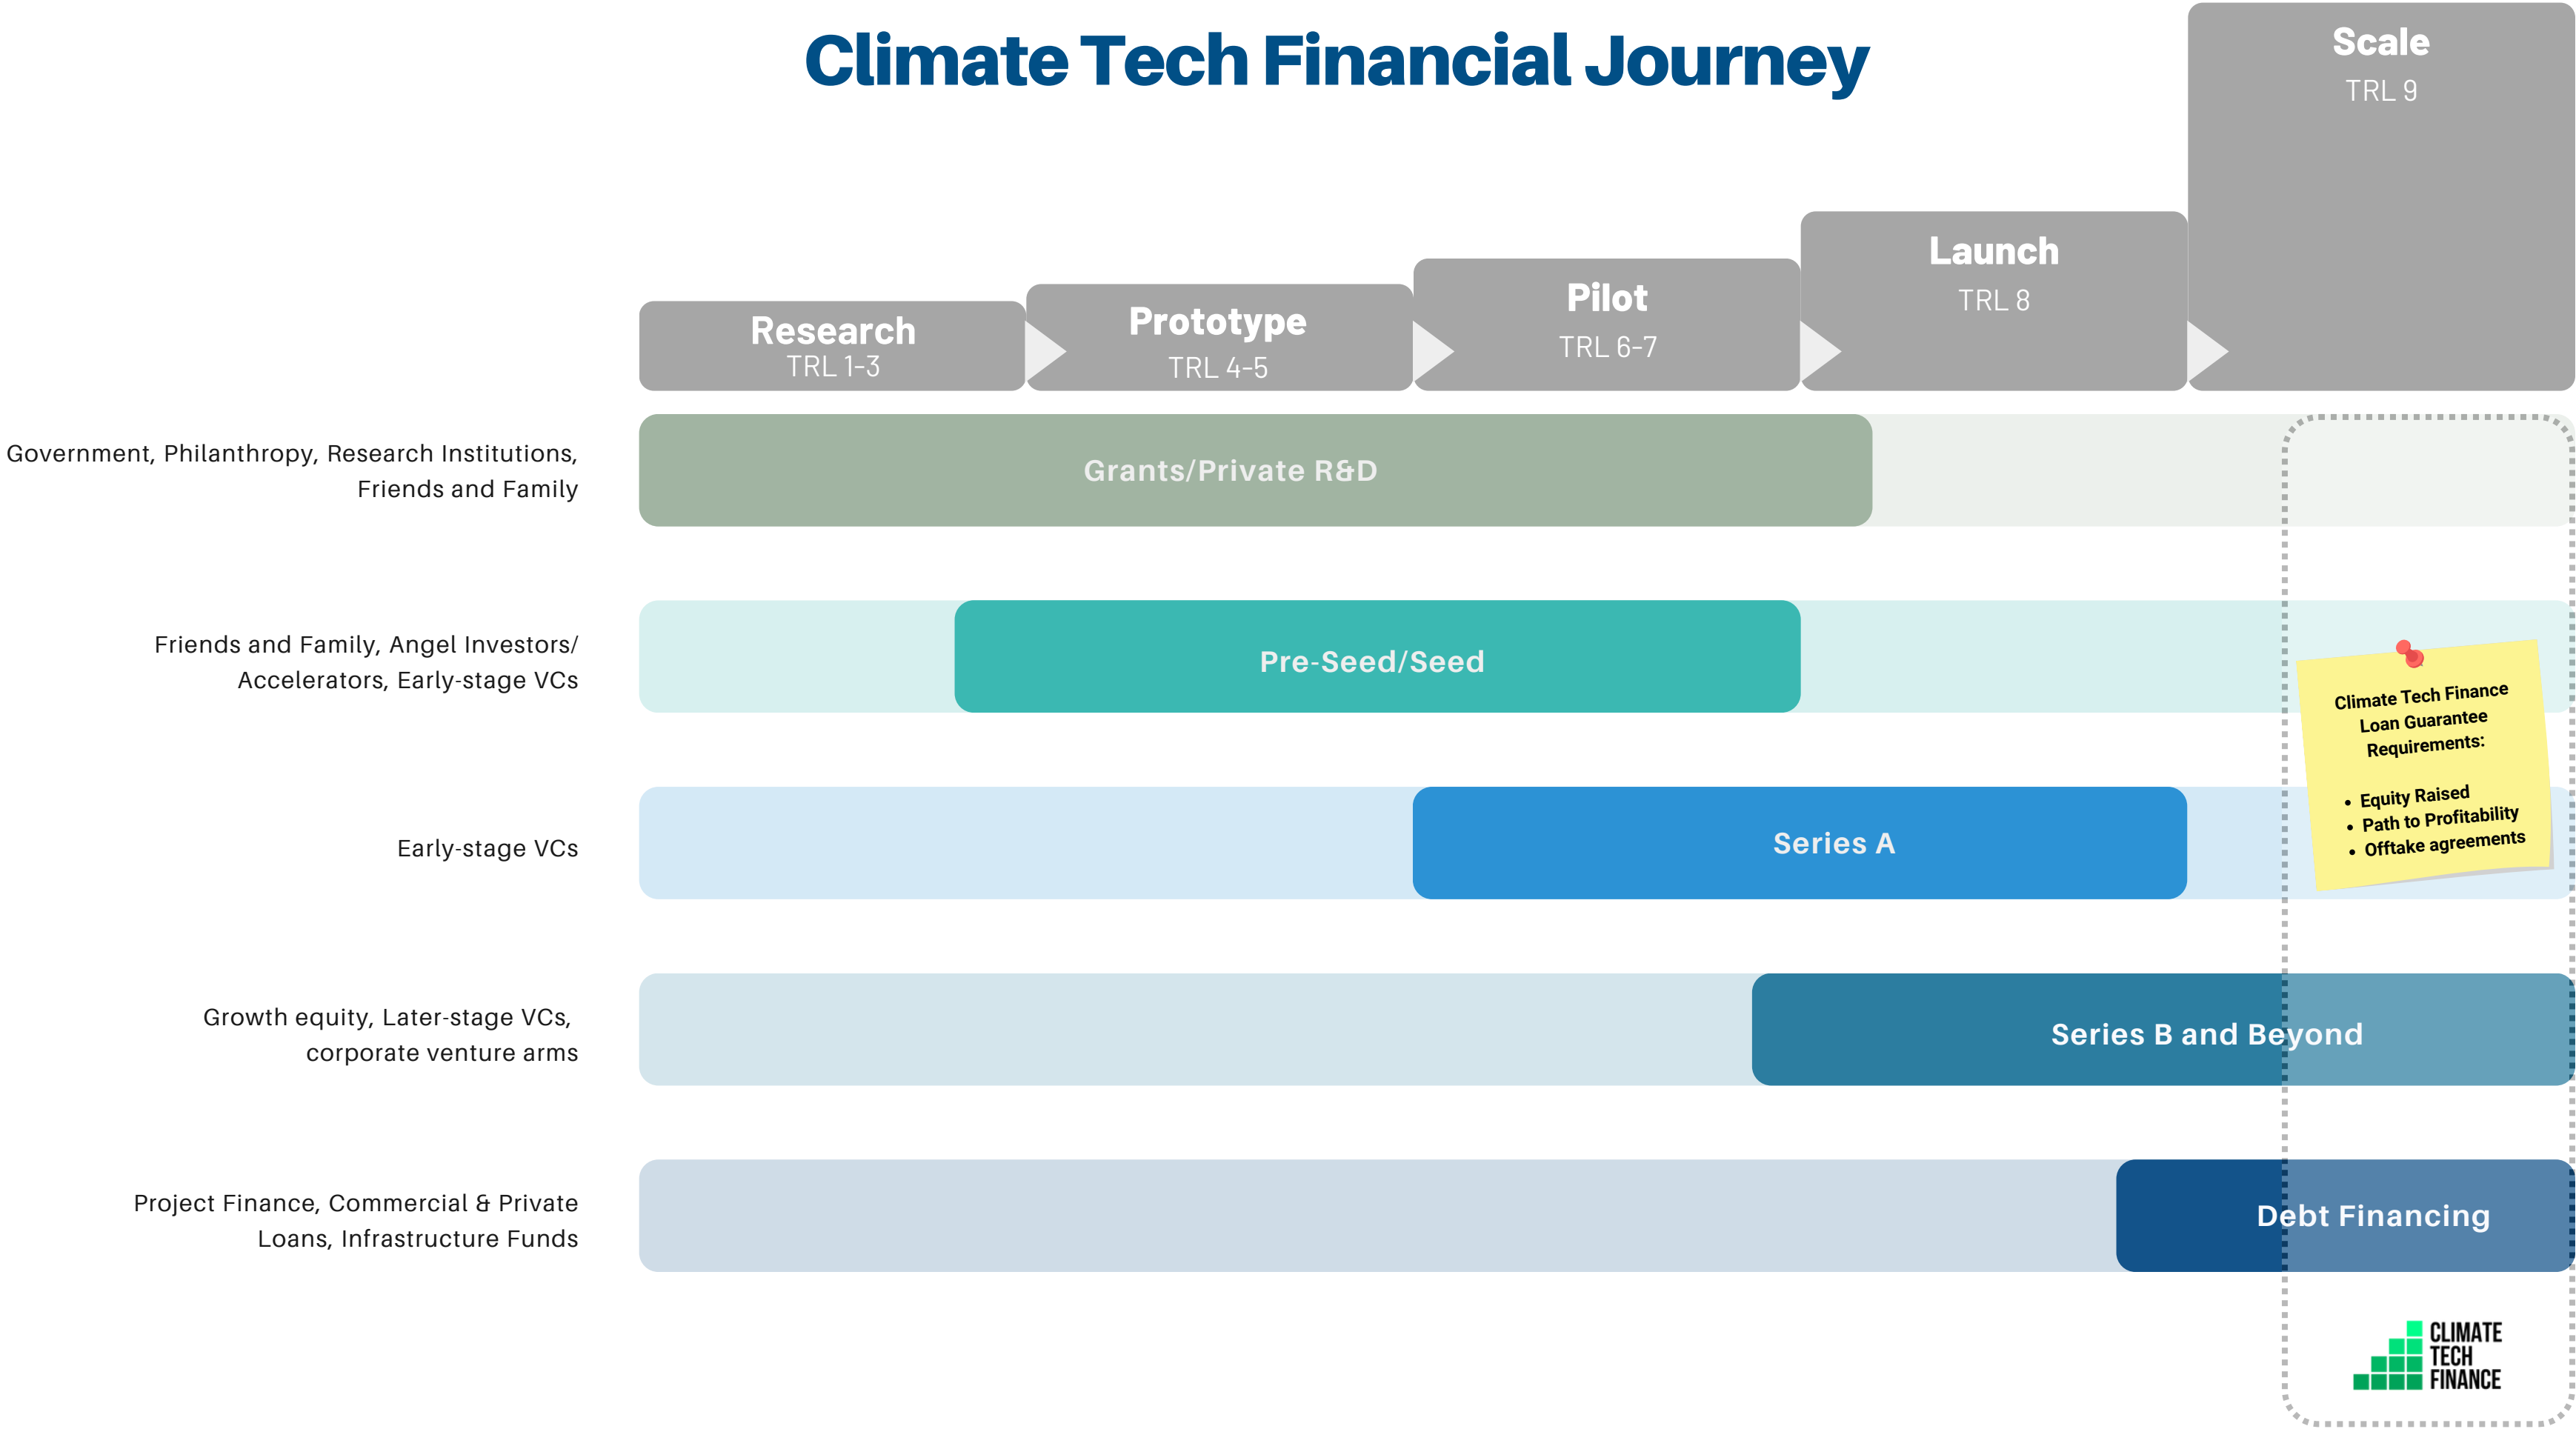 Climate Tech Financial Journey
Scale
TRL 9
Launch
TRL 8
Pilot
TRL 6-7
Prototype
TRL 4-5
Research
TRL 1-3
Government, Philanthropy, Research Institutions,
Friends and Family
Grants/Private R&D
Friends and Family, Angel Investors/
Accelerators, Early-stage VCs
Pre-Seed/Seed
Climate Tech Finance
Loan Guarantee
Requirements:
• Equity Raised
• Path to Profitability
• Offtake agreements
Early-stage VCs
Series A
Growth equity, Later-stage VCs,
corporate venture arms
Series B and Beyond
Project Finance, Commercial & Private
Loans, Infrastructure Funds
Debt Financing
CLIMATE
TECH
FINANCE